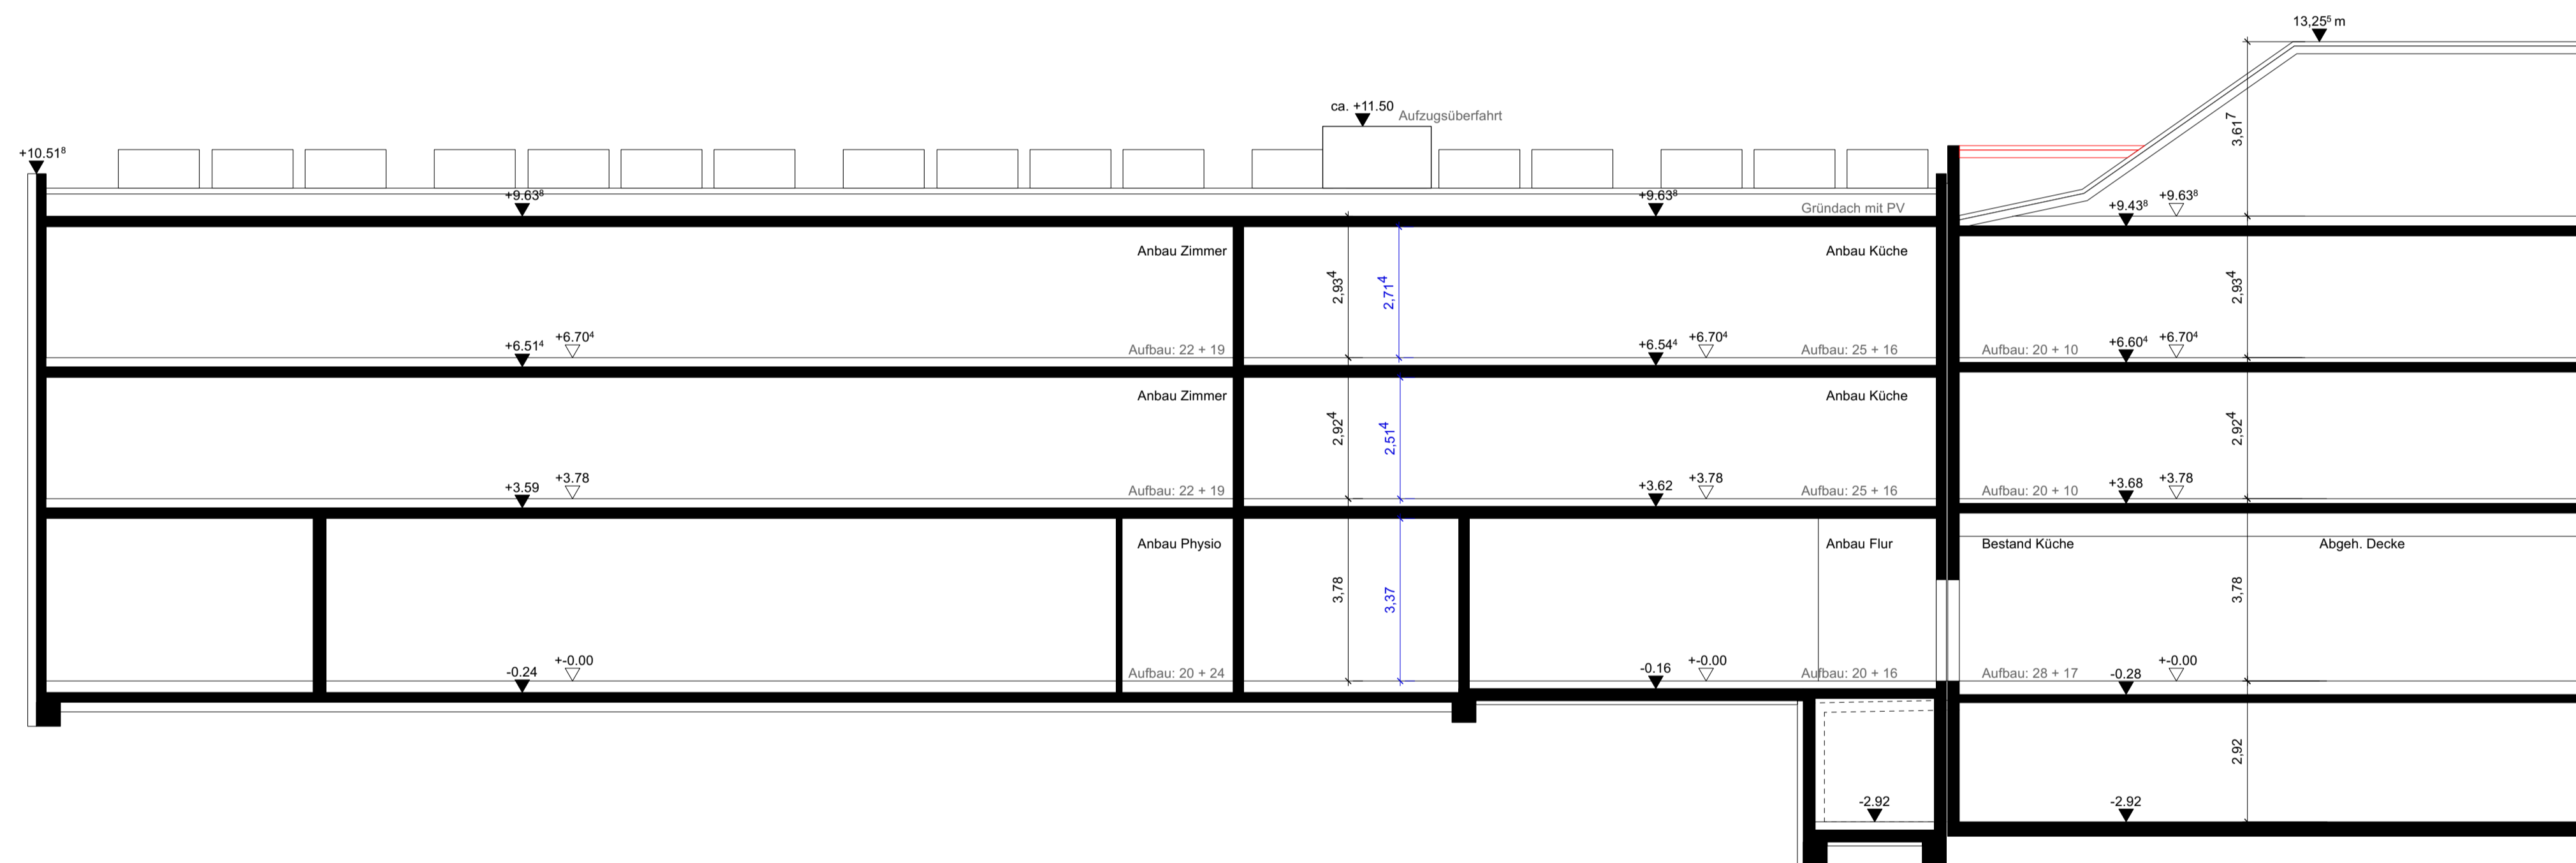 13,25⁵ m
ca. +11.50
Aufzugsüberfahrt
3,61⁷
+10.51⁸
+9.63⁸
+9.63⁸
Gründach mit PV
+9.43⁸
+9.63⁸
Anbau Zimmer
Anbau Küche
2,93⁴
2,71⁴
2,93⁴
+6.51⁴
+6.70⁴
Aufbau: 22 + 19
+6.54⁴
+6.70⁴
Aufbau: 25 + 16
Aufbau: 20 + 10
+6.60⁴
+6.70⁴
Anbau Zimmer
Anbau Küche
2,92⁴
2,51⁴
2,92⁴
+3.59
+3.78
Aufbau: 22 + 19
+3.62
+3.78
Aufbau: 25 + 16
Aufbau: 20 + 10
+3.68
+3.78
Anbau Physio
Anbau Flur
Bestand Küche
Abgeh. Decke
3,78
3,37
3,78
-0.24
+-0.00
Aufbau: 20 + 24
-0.16
+-0.00
Aufbau: 20 + 16
Aufbau: 28 + 17
-0.28
+-0.00
2,92
-2.92
-2.92